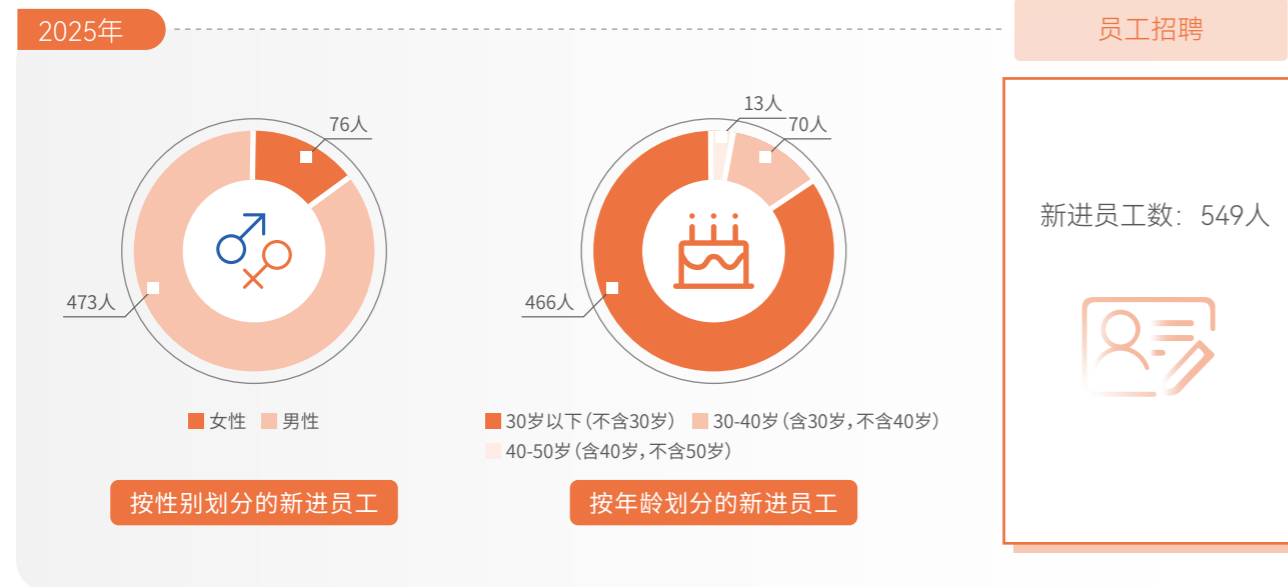 2025年
员工招聘
76人
473人
女性 男性
按性别划分的新进员工
13人
70人
466人
30岁以下(不含30岁) 30-40岁(含30岁,不含40岁)
40-50岁(含40岁,不含50岁)
按年龄划分的新进员工
新进员工数：549人